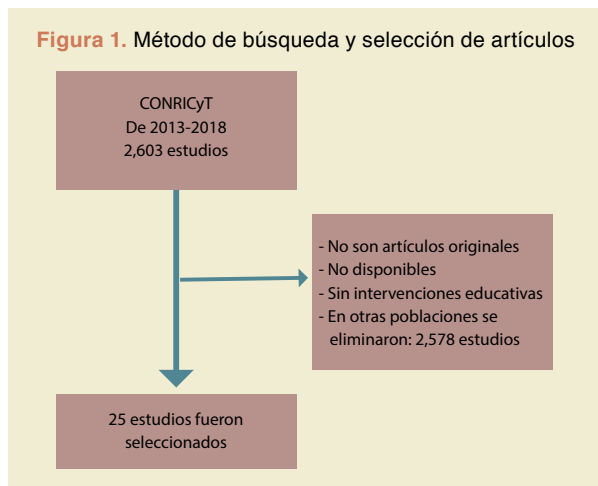 Figura 1. Método de búsqueda y selección de artículos
CONRICyT
De 2013-2018
2,603 estudios
- No son artículos originales
- No disponibles
- Sin intervenciones educativas
- En otras poblaciones se
eliminaron: 2,578 estudios
25 estudios fueron
seleccionados